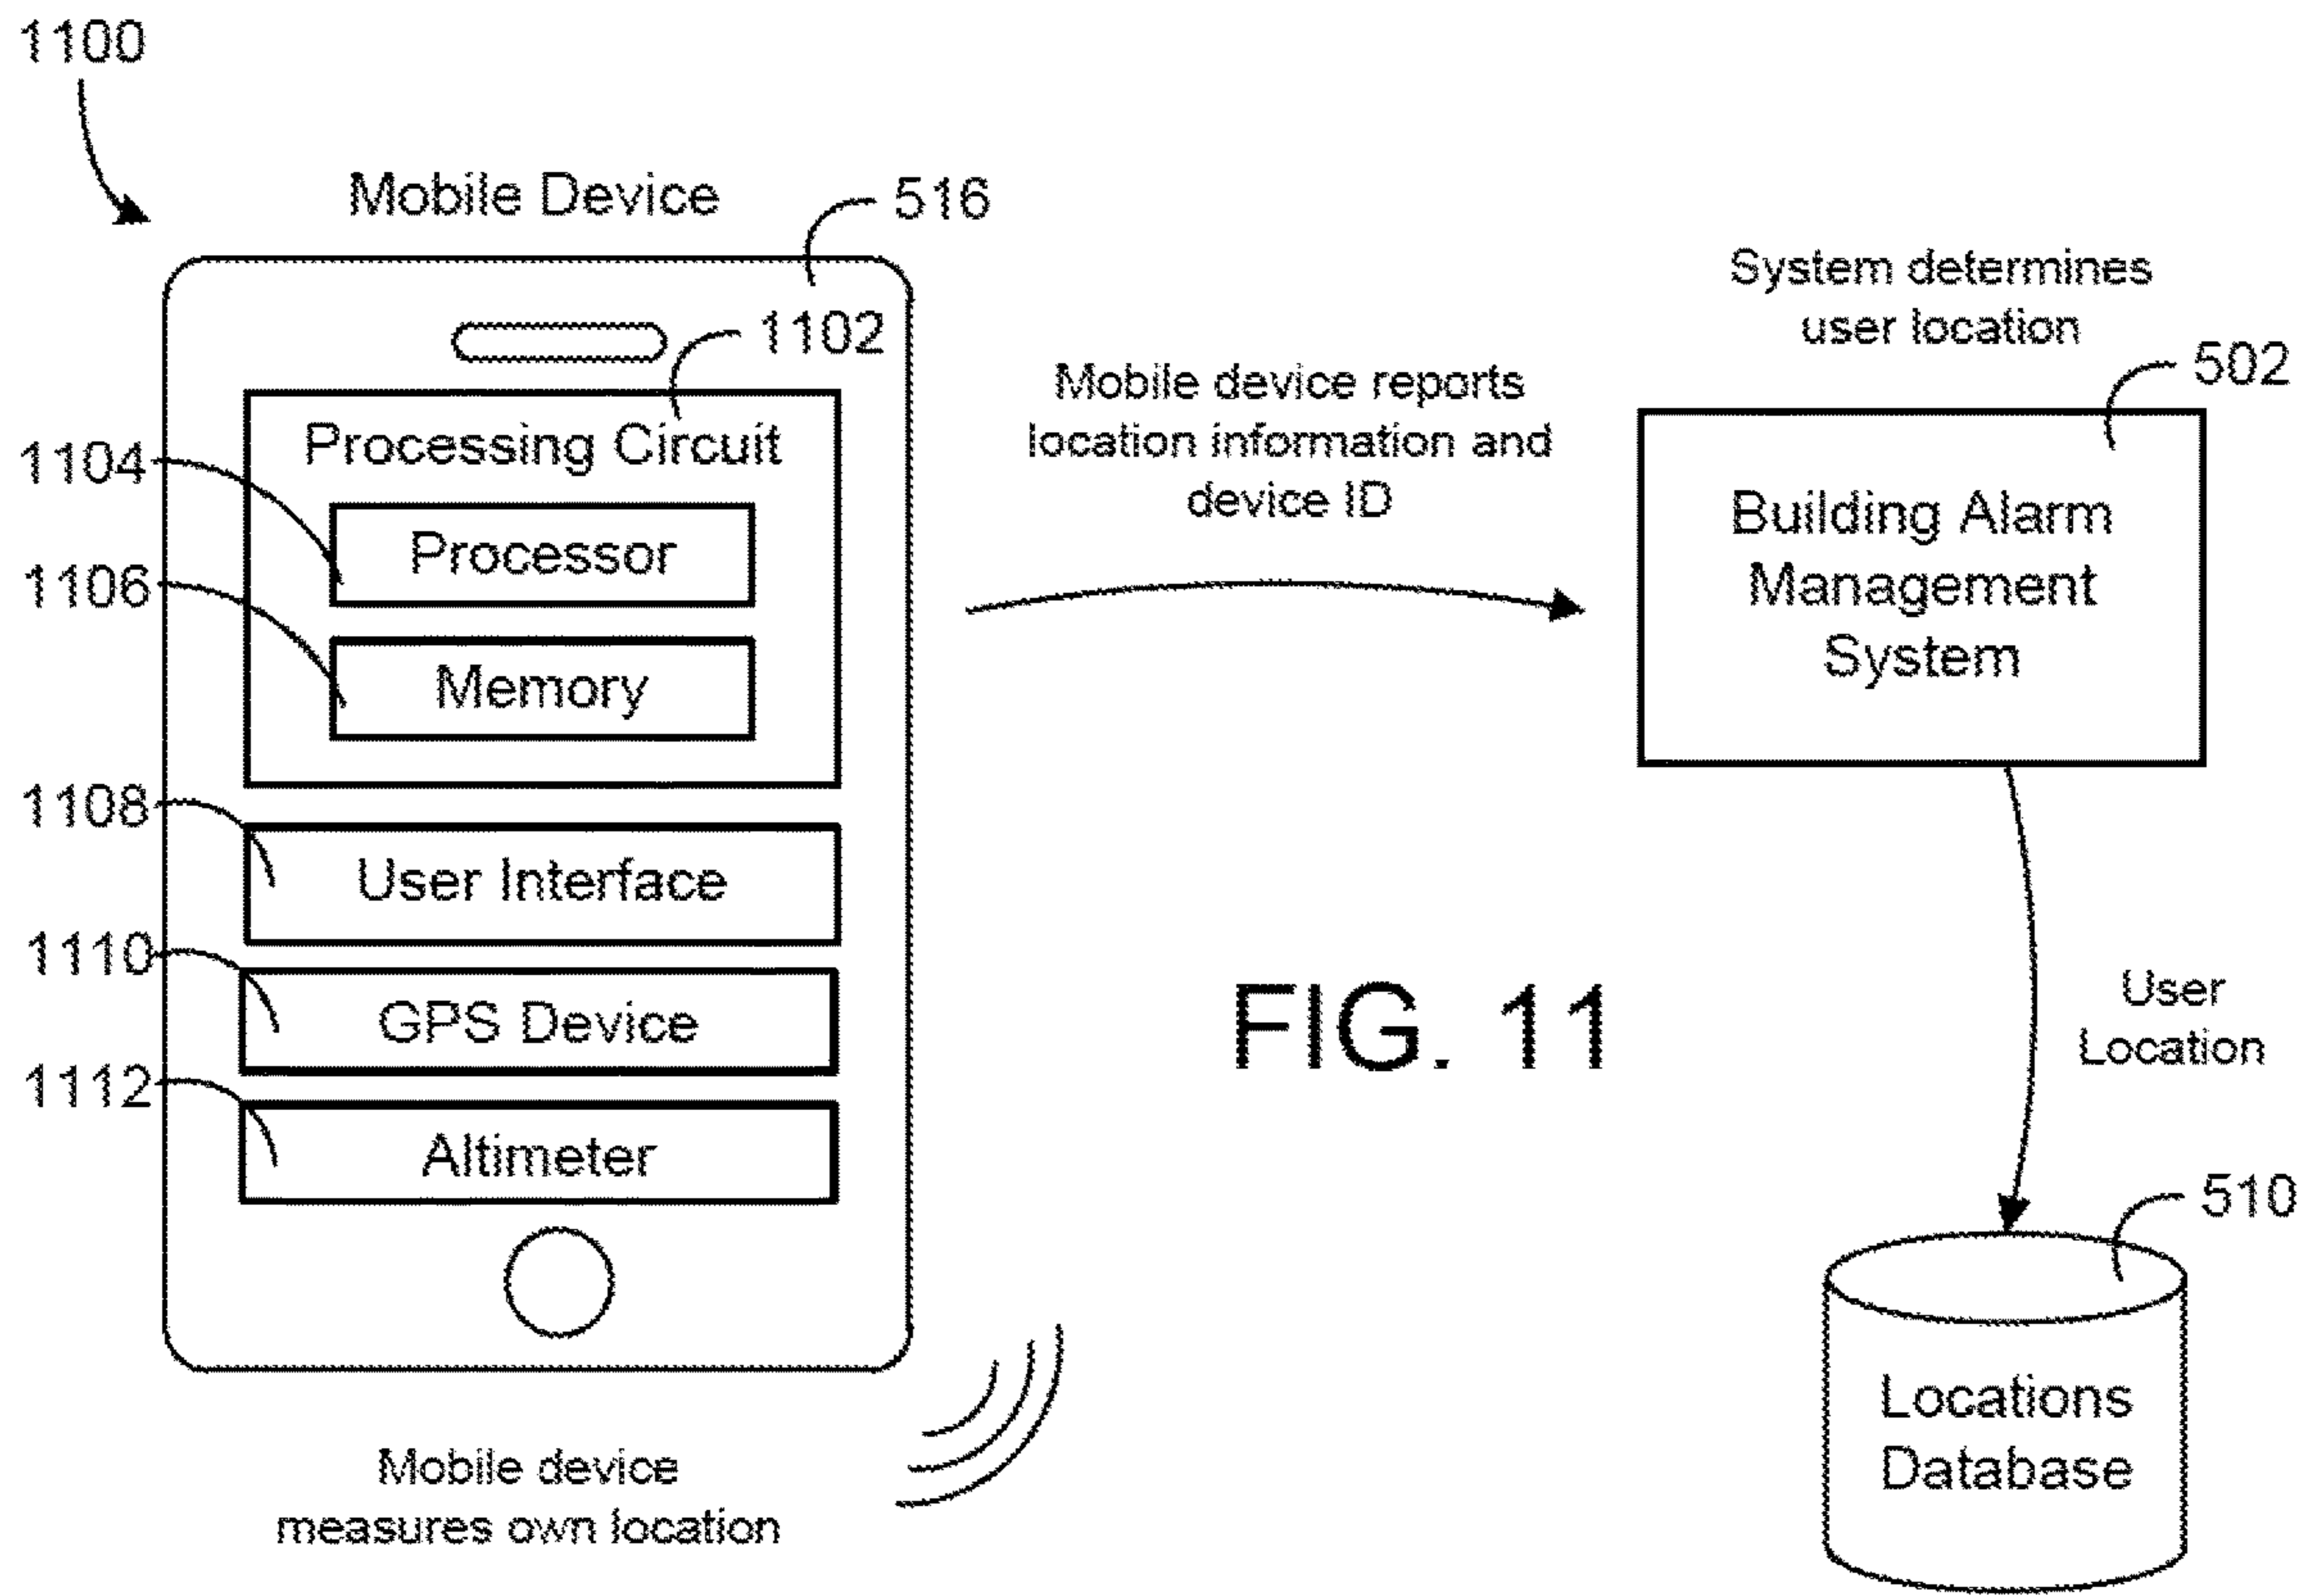 1100
Mobile Device
516
1102
Processing Circuit
1104
Processor
1106
Memory
1108
User Interface
1110
GPS Device
1112
Altimeter
Mobile device
measures own location
Mobile device reports
location information and
device ID
System determines
user location
502
Building Alarm
Management
System
User
Location
510
Locations
Database
FIG. 11